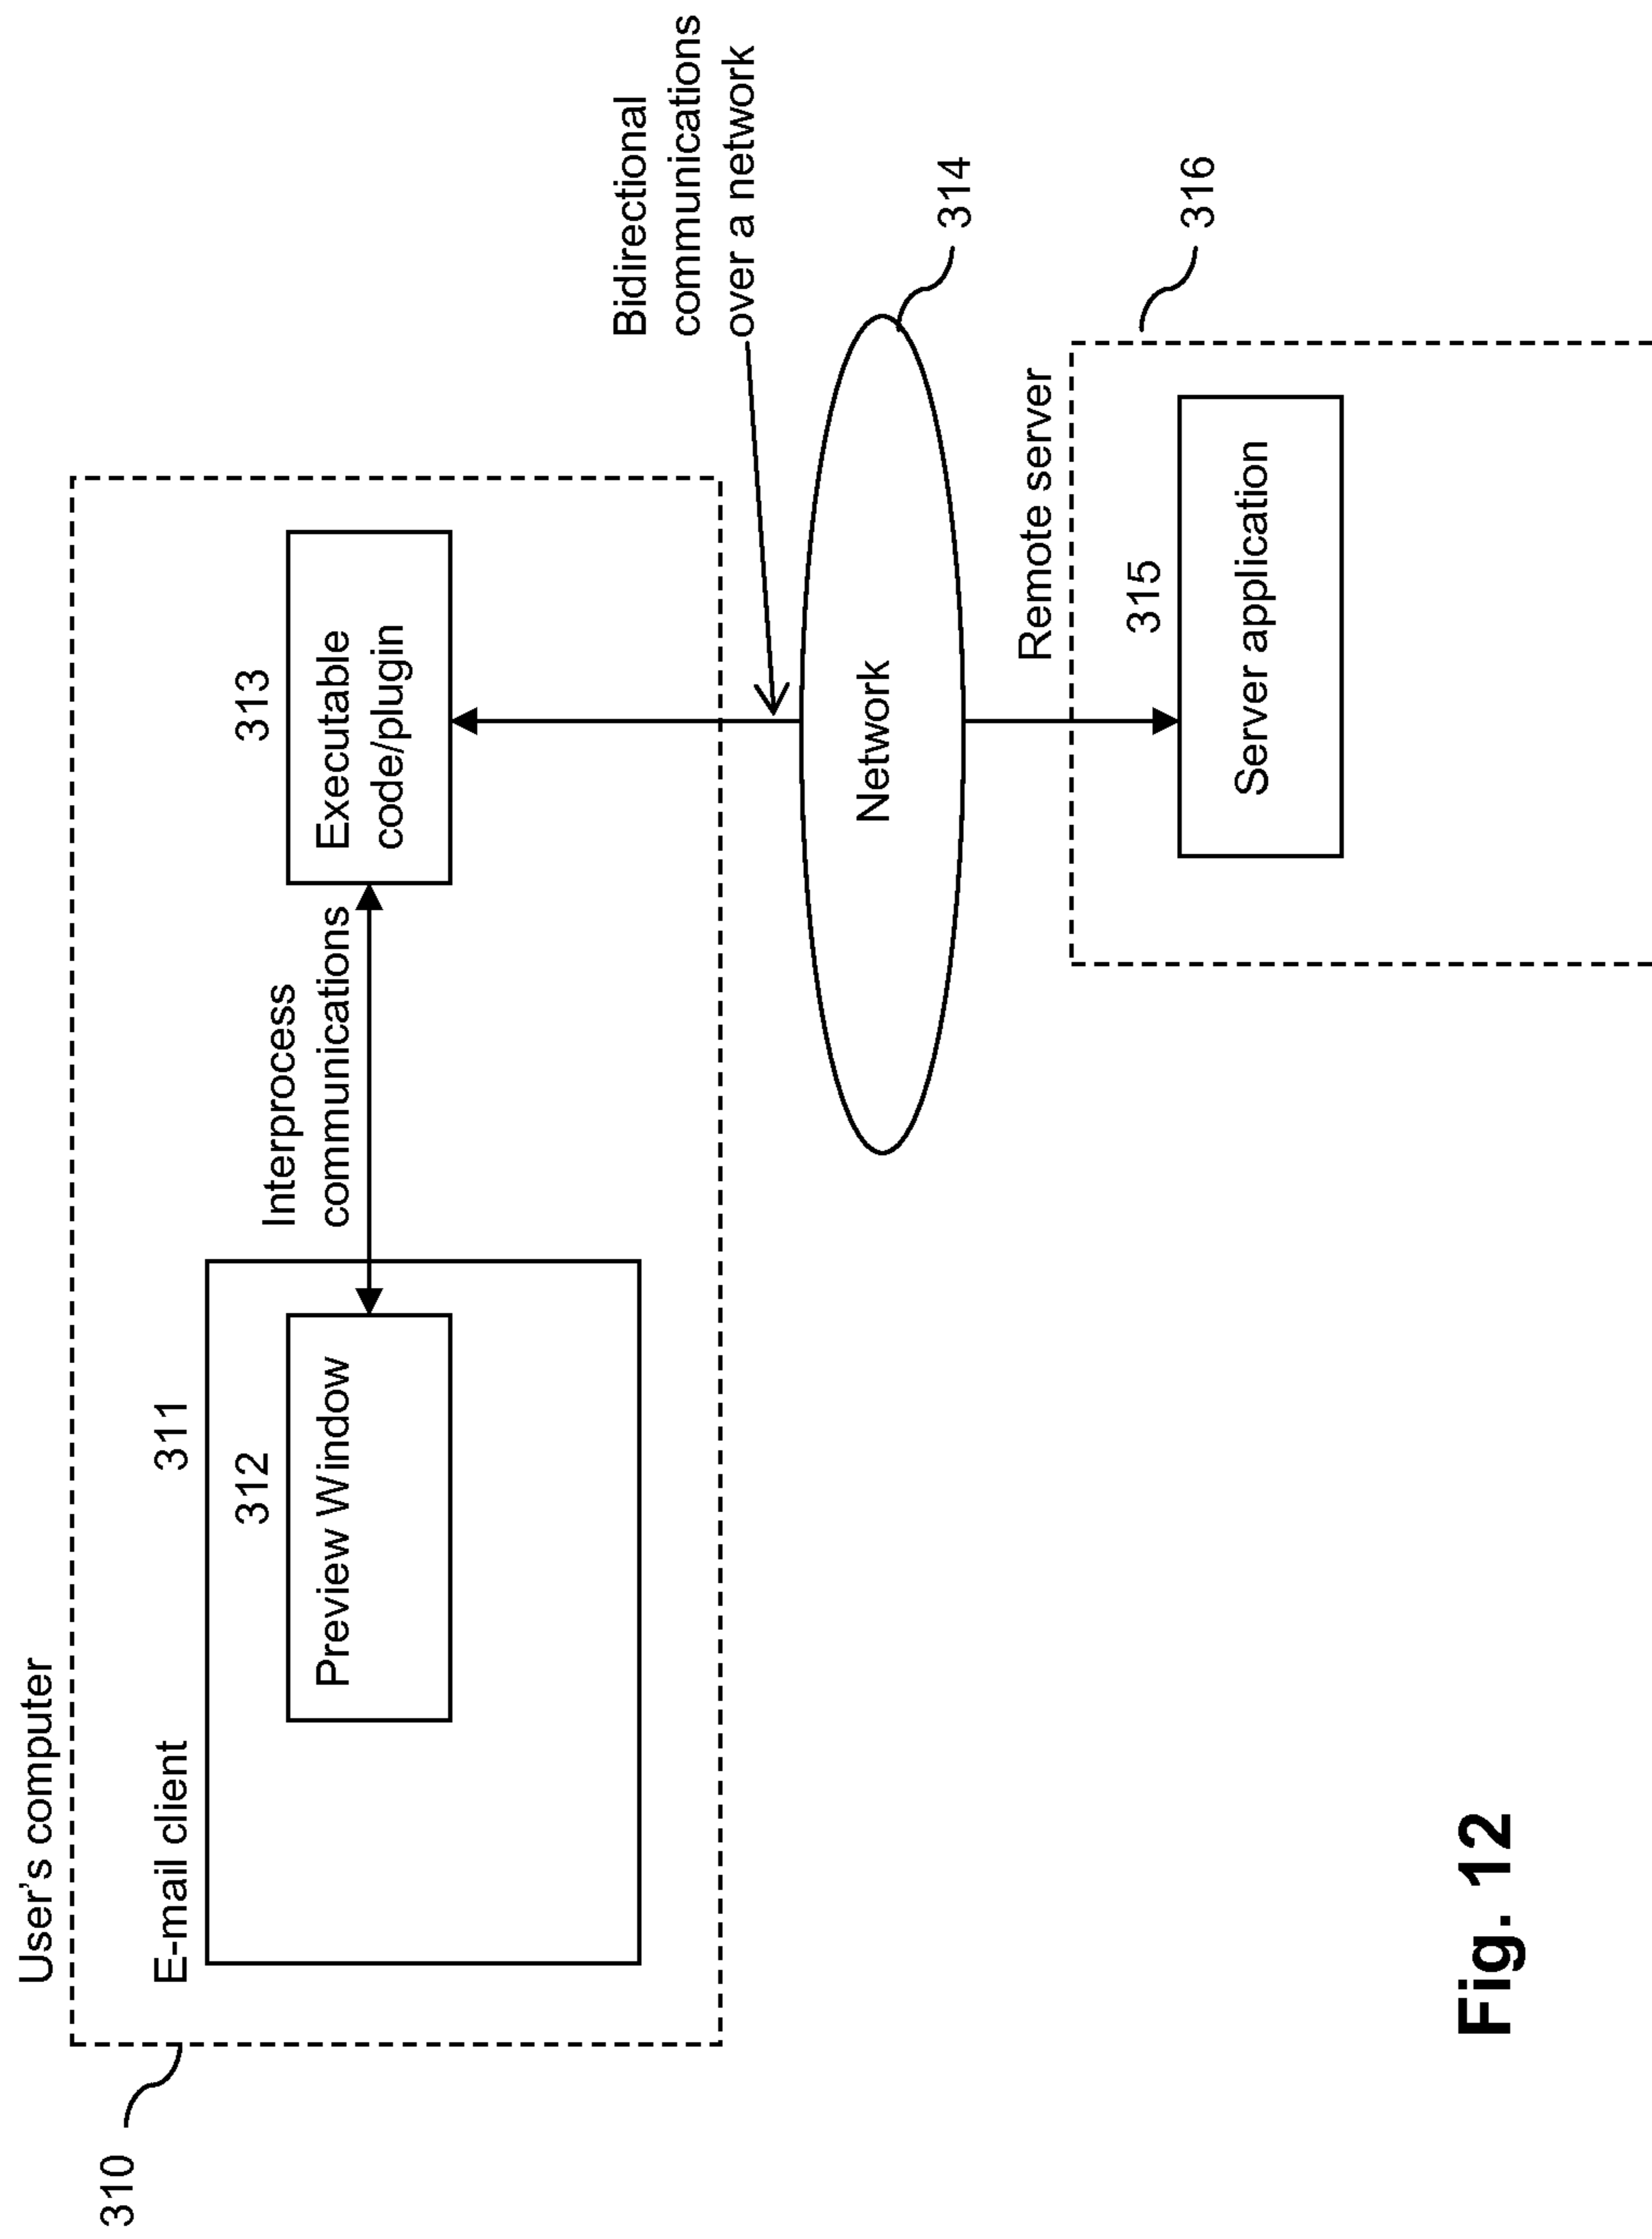 User's computer
310
E-mail client
311
312
Preview Window
Interprocess
communications
313
Executable
code/plugin
Bidirectional
communications
over a network
Network
314
Remote server
316
315
Server application
Fig. 12